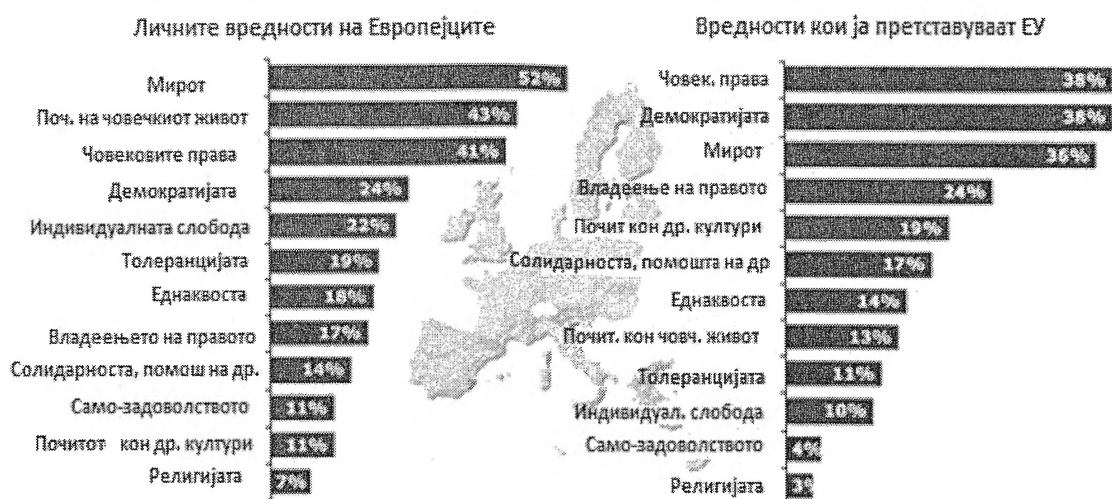 Личните вредности на Европејците
Мирот 52%
Поч. на човечкиот живот 43%
Човековите права 41%
Демократијата 24%
Индивидуалната слобода 22%
Толеранцијата 19%
Еднаквоста 18%
Владеењето на правото 17%
Солидарноста, помош на др. 14%
Само-задоволството 11%
Почитот кон др. култури 11%
Религијата 7%
Вредности кои ја претставуваат ЕУ
Човек. права 38%
Демократијата 38%
Мирот 36%
Владеење на правото 24%
Почит кон др. култури 19%
Солидарноста, помошта на др 17%
Еднаквоста 14%
Почит. кон човч. живот 13%
Толеранцијата 11%
Индивидуал. слобода 10%
Само-задоволството 4%
Религијата 3%